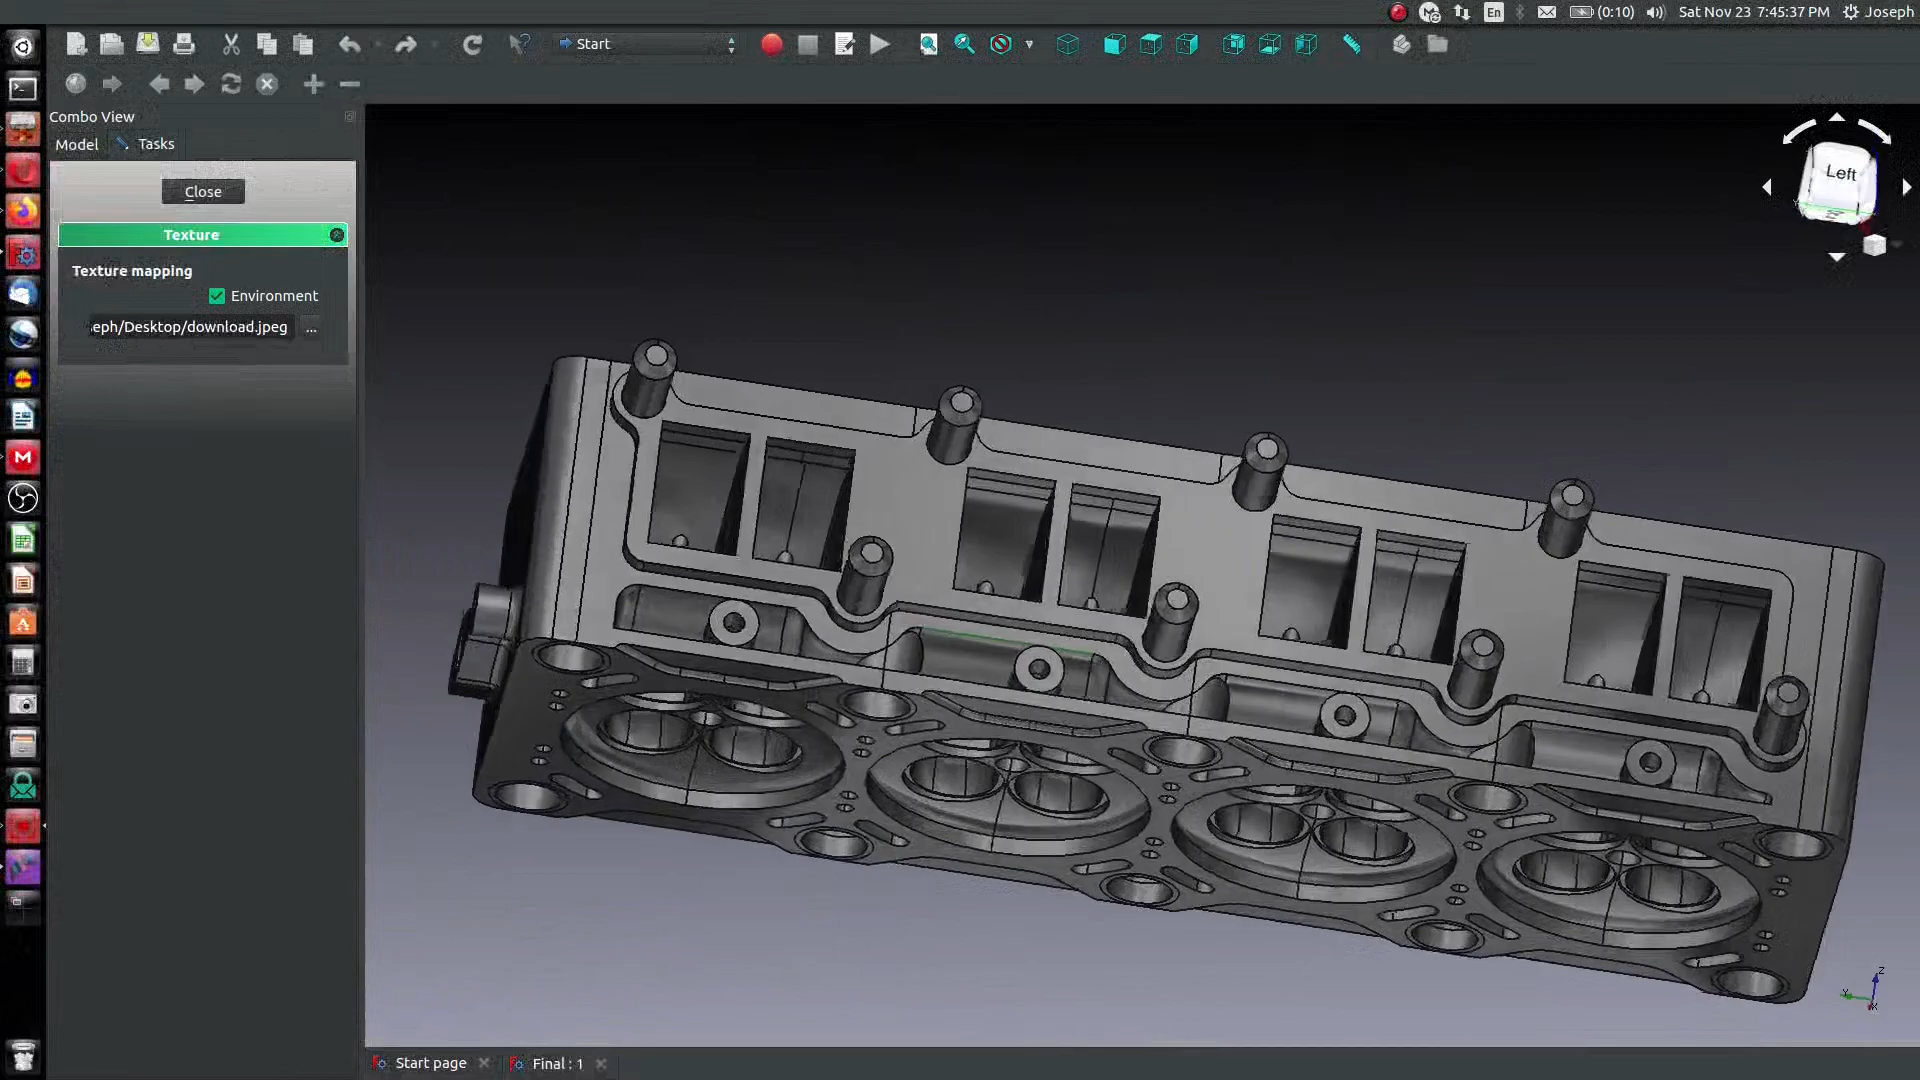 En
(0:10)
Sat Nov 23 7:45:37 PM
Joseph
Start
Combo View
Model
Tasks
Close
Texture
Texture mapping
Environment
eph/Desktop/download.jpeg
...
Left
Z
Y
X
Start page
Final : 1